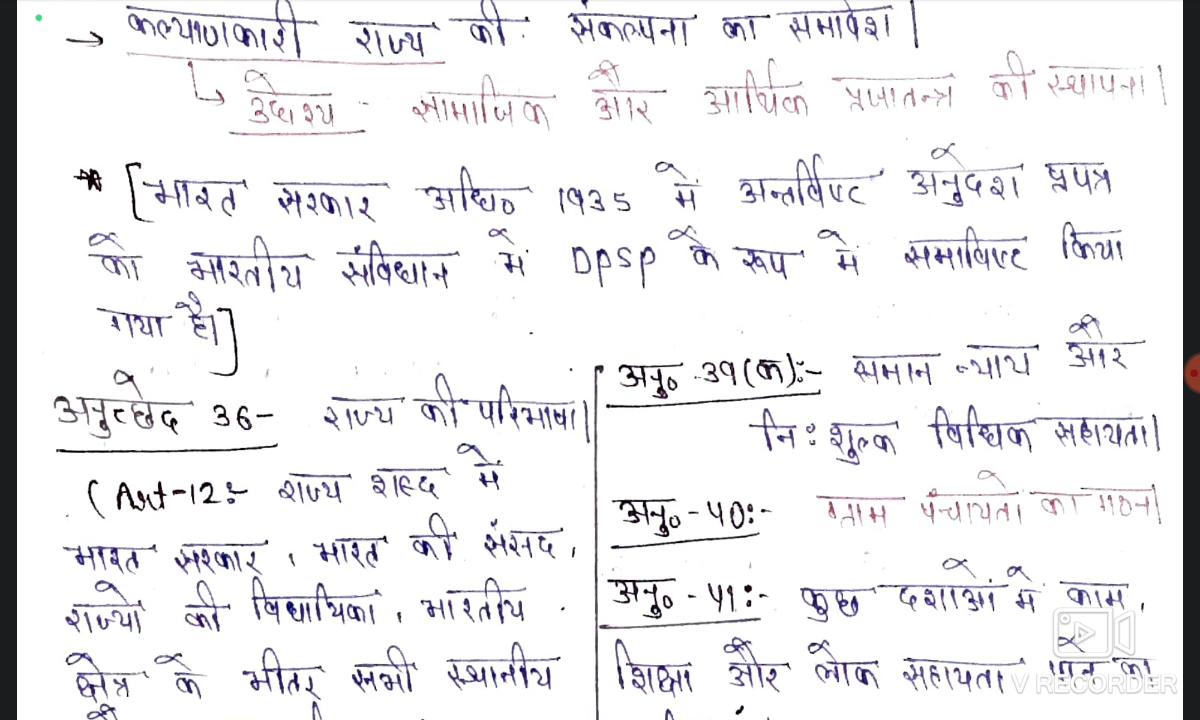 → कल्याणकारी राज्य की संकल्पना का समावेश।
उद्देश्य - सामाजिक और आर्थिक प्रजातन्त्र की स्थापना।
* [भारत सरकार अधि० 1935 में अन्तर्विष्ट अनुदेश प्रपत्र
को भारतीय संविधान में DPSP के रूप में समाविष्ट किया
गया है।]
अनुच्छेद 36- राज्य की परिभाषा।
(Art-12:- राज्य शब्द में
भारत सरकार, भारत की संसद,
राज्यों की विधायिका, भारतीय
क्षेत्र के भीतर सभी स्थानीय
अनु० 39(क):- समान न्याय और
नि:शुल्क विधिक सहायता।
अनु० - 40:- ग्राम पंचायतो का गठन।
अनु० - 41:- कुछ दशाओं में काम,
शिक्षा और लोक सहायता पाने का
V RECORDER